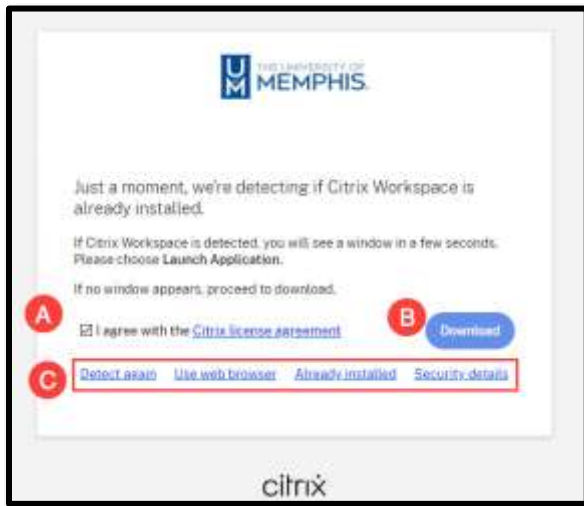 THE UNIVERSITY OF
UM MEMPHIS.
Just a moment, we're detecting if Citrix Workspace is
already installed.
If Citrix Workspace is detected, you will see a window in a few seconds.
Please choose Launch Application.
If no window appears, proceed to download.
A
I agree with the Citrix license agreement
B
Download
C
Detect again Use web browser Already installed Security details
citrix